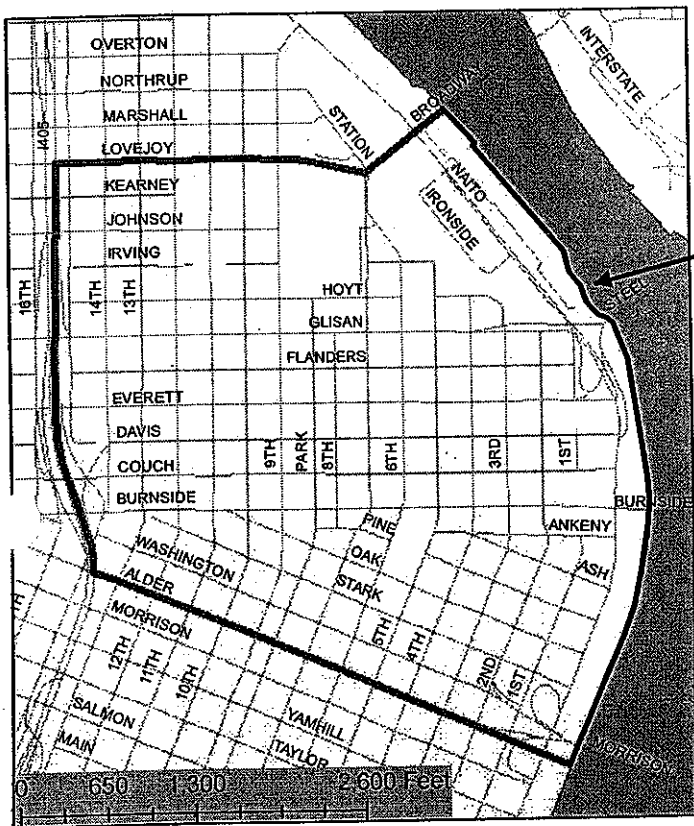 OVERTON
NORTHRUP
MARSHALL
LOVEJOY
KEARNEY
JOHNSON
IRVING
HOYT
GLISAN
FLANDERS
EVERETT
DAVIS
COUCH
BURNSIDE
I405
16TH
14TH
13TH
9TH
PARK
8TH
6TH
3RD
1ST
STATION
BROADWAY
NAITO
IRONSIDE
INTERSTATE
STEEL
BURNSIDE
ANKENY
ASH
PINE
OAK
STARK
WASHINGTON
ALDER
MORRISON
12TH
11TH
10TH
5TH
4TH
2ND
1ST
SALMON
MAIN
YAMHILL
TAYLOR
MORRISON
0 650 1,300 2,600 Feet